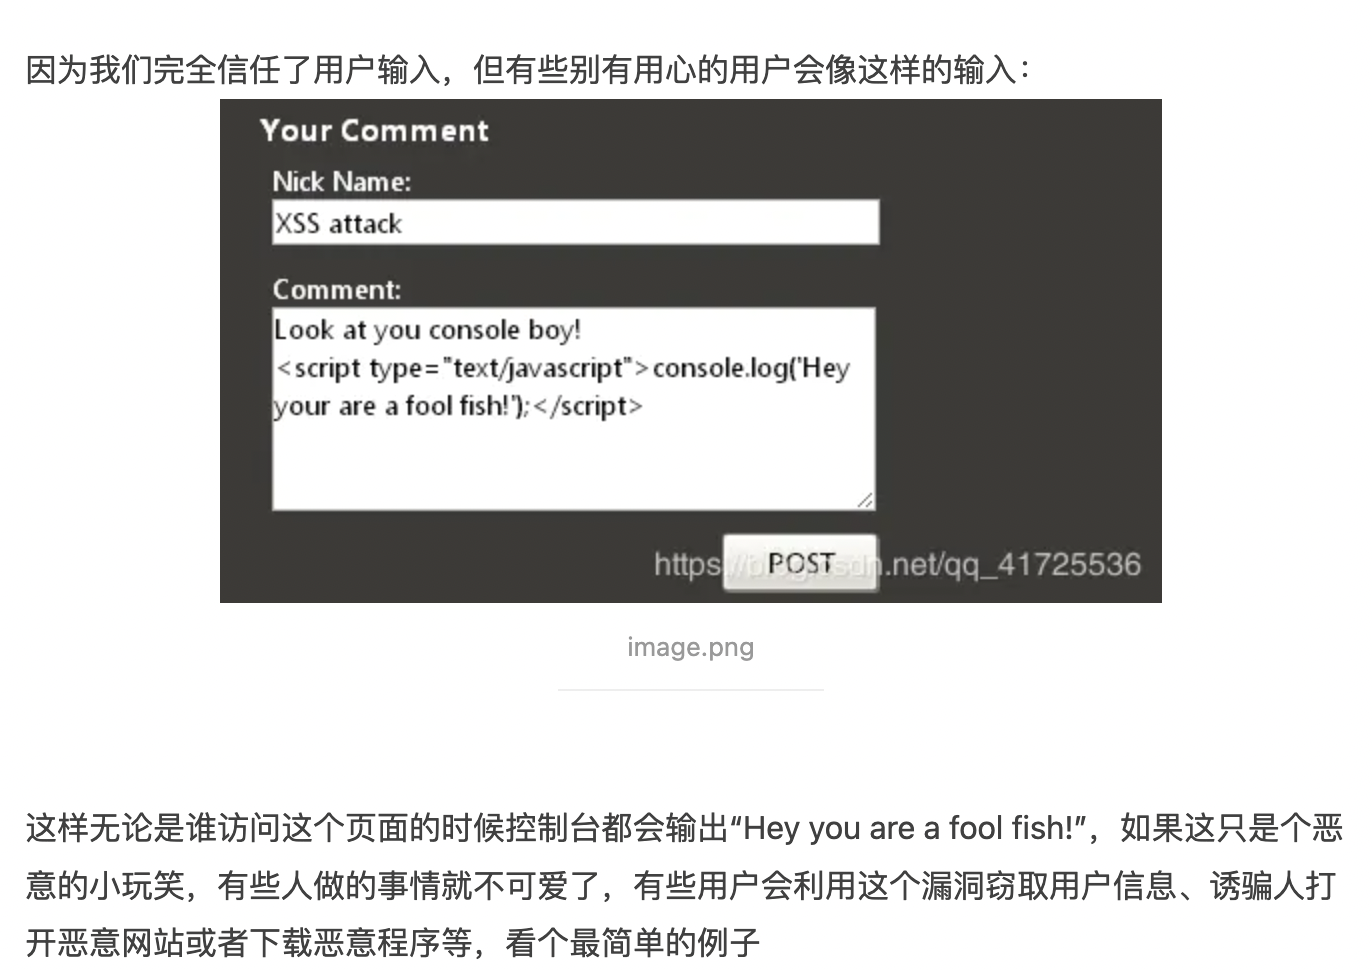 因为我们完全信任了用户输入，但有些别有用心的用户会像这样的输入：
Your Comment
Nick Name:
XSS attack
Comment:
Look at you console boy!
<script type="text/javascript">console.log('Hey
your are a fool fish!');</script>
POST
https://blog.csdn.net/qq_41725536
image.png
这样无论是谁访问这个页面的时候控制台都会输出“Hey you are a fool fish!”，如果这只是个恶
意的小玩笑，有些人做的事情就不可爱了，有些用户会利用这个漏洞窃取用户信息、诱骗人打
开恶意网站或者下载恶意程序等，看个最简单的例子